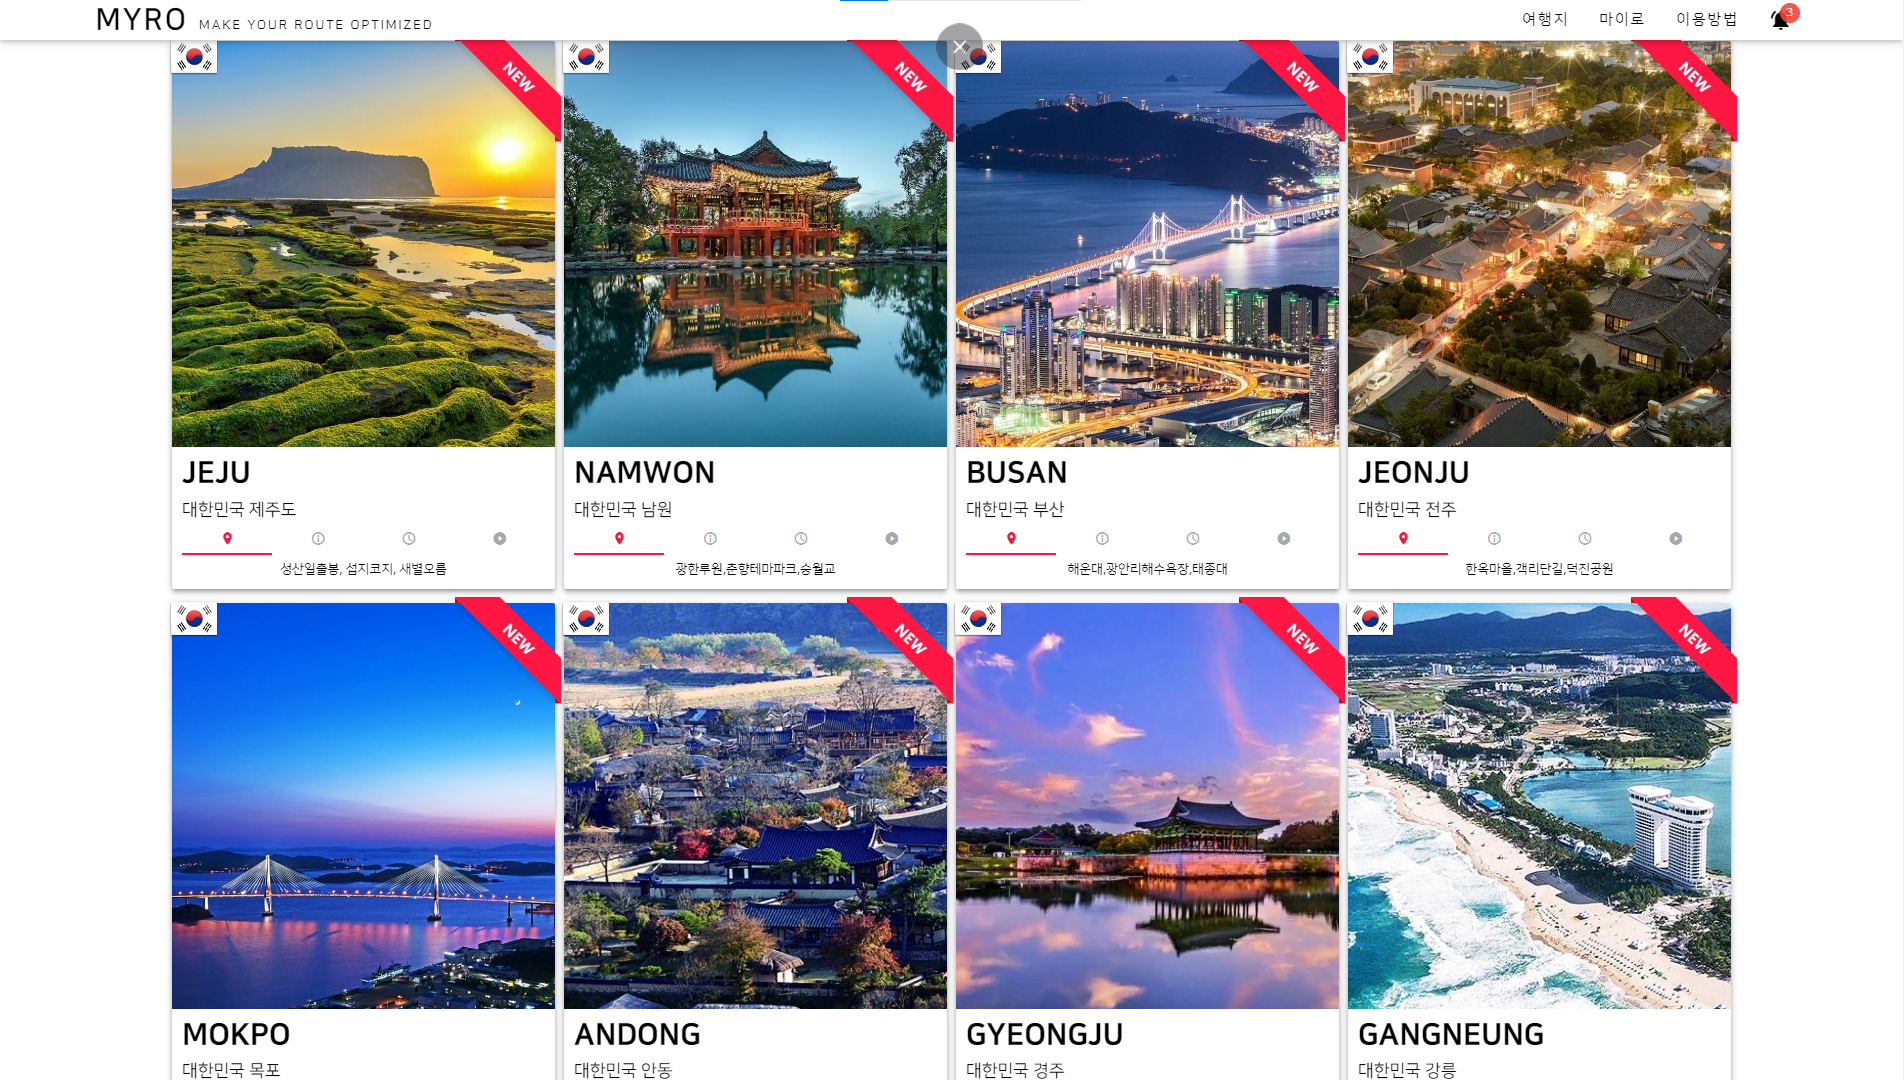 MYRO MAKE YOUR ROUTE OPTIMIZED
여행지 마이로 이용방법 3
NEW NEW NEW NEW
JEJU NAMWON BUSAN JEONJU
대한민국 제주도 대한민국 남원 대한민국 부산 대한민국 전주
성산일출봉, 섭지코지, 새별오름 광한루원,춘향테마파크,승월교 해운대,광안리해수욕장,태종대 한옥마을,객리단길,덕진공원
NEW NEW NEW NEW
MOKPO ANDONG GYEONGJU GANGNEUNG
대한민국 목포 대한민국 안동 대한민국 경주 대한민국 강릉